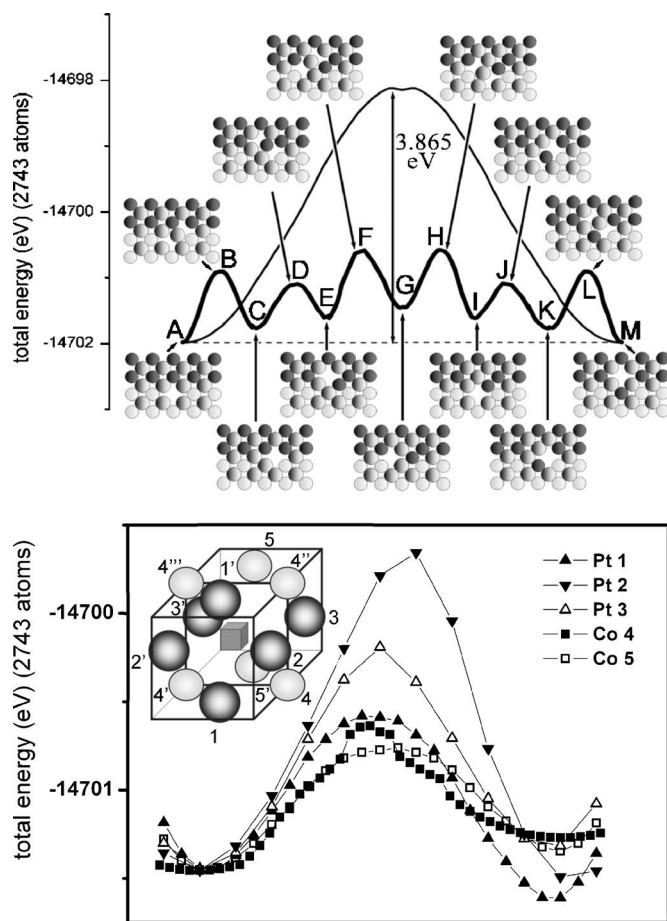 total energy (eV) (2743 atoms)
-14698
-14700
-14702
3.865
eV
A
B
C
D
E
F
G
H
I
J
K
L
M
total energy (eV) (2743 atoms)
-14700
-14701
5
4'''
4''
1'
3'
3
2'
2
4'
5'
4
1
Pt 1
Pt 2
Pt 3
Co 4
Co 5